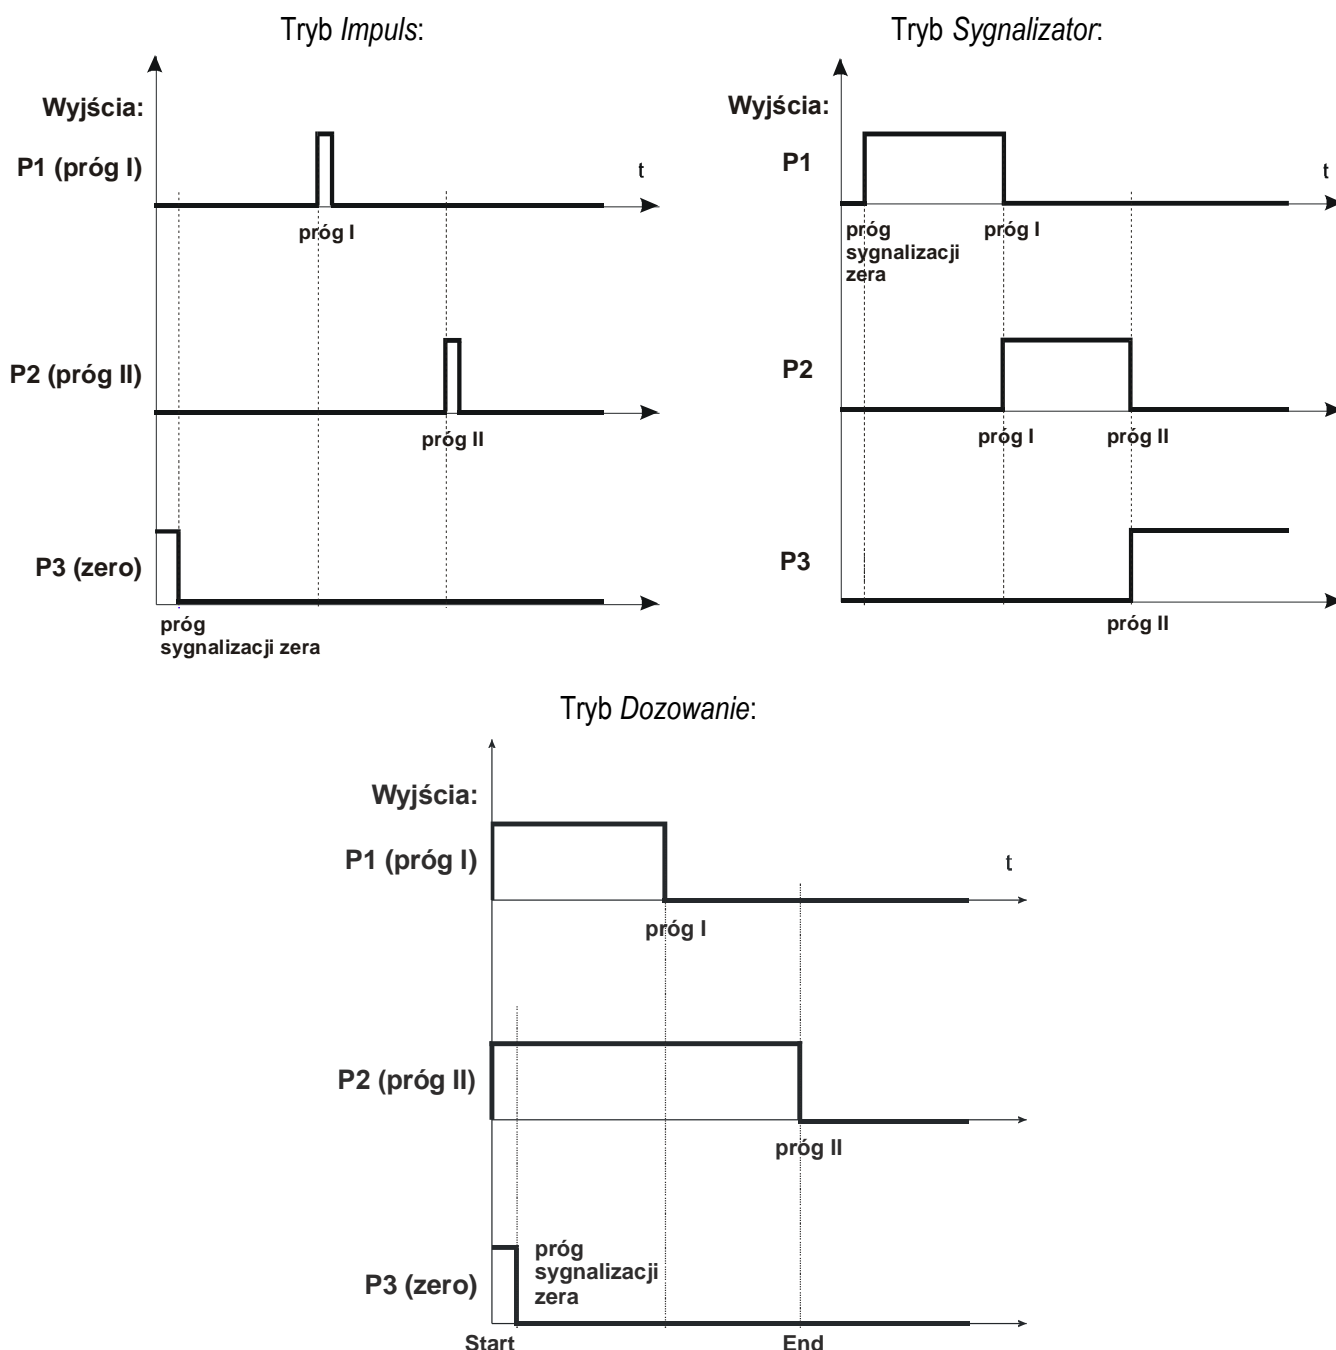 Tryb Impuls:
Wyjścia:
P1 (próg I)
t
próg I
P2 (próg II)
próg II
P3 (zero)
próg
sygnalizacji zera
Tryb Sygnalizator:
Wyjścia:
P1
t
próg
sygnalizacji
zera
próg I
P2
próg I
próg II
P3
próg II
Tryb Dozowanie:
Wyjścia:
P1 (próg I)
t
próg I
P2 (próg II)
próg II
P3 (zero)
próg
sygnalizacji
zera
Start
End